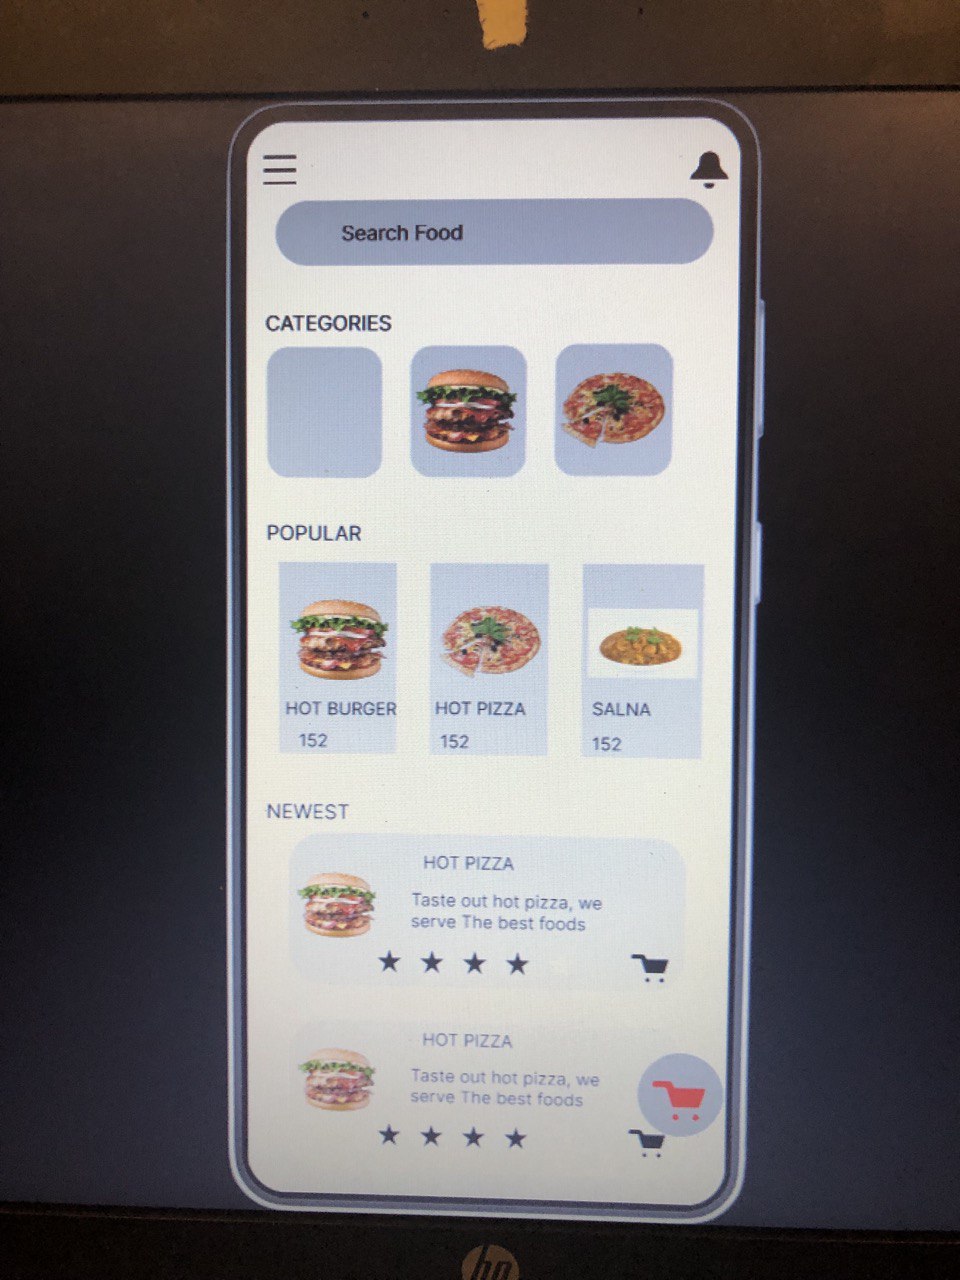 Search Food
CATEGORIES
POPULAR
HOT BURGER
152
HOT PIZZA
152
SALNA
152
NEWEST
HOT PIZZA
Taste out hot pizza, we
serve The best foods
HOT PIZZA
Taste out hot pizza, we
serve The best foods
hp